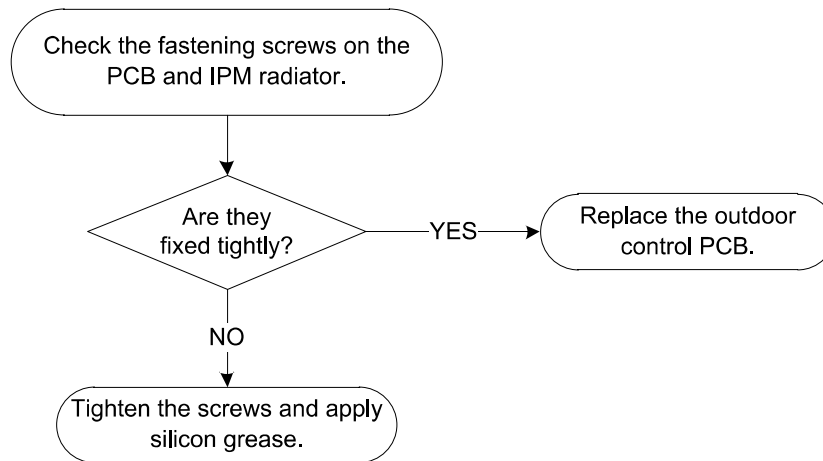 Check the fastening screws on the
PCB and IPM radiator.
Are they
fixed tightly?
YES
Replace the outdoor
control PCB.
NO
Tighten the screws and apply
silicon grease.